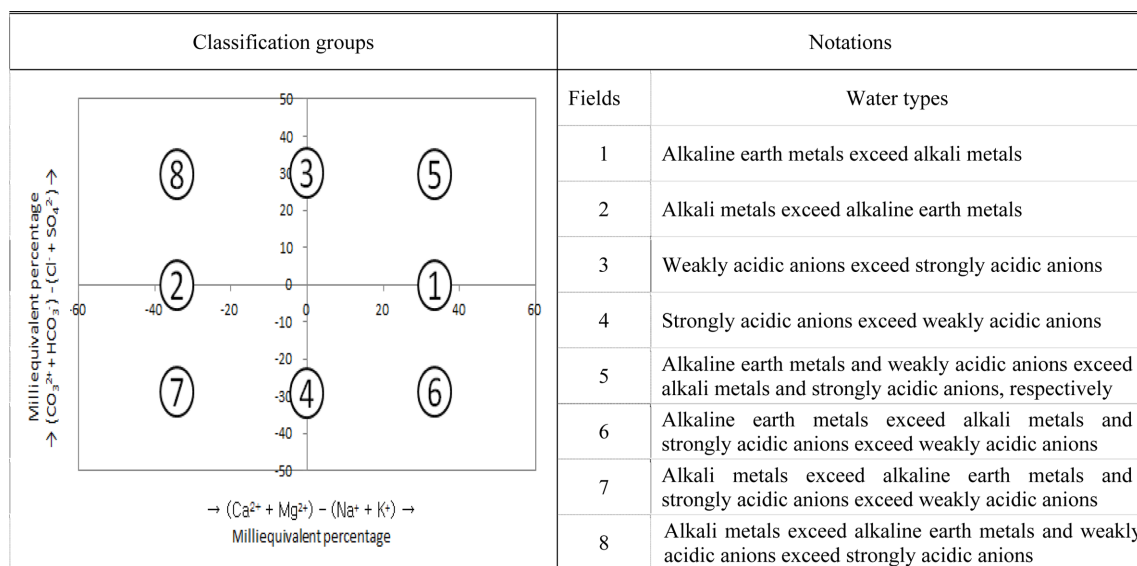 Classification groups
Notations
Milliequivalent percentage
→ (CO₃²⁺ + HCO₃⁻) – (Cl⁻ + SO₄²⁻) →
50
40
30
20
10
0
-10
-20
-30
-40
-50
-60
-40
-20
0
20
40
60
8
3
5
2
1
7
4
6
→ (Ca²⁺ + Mg²⁺) – (Na⁺ + K⁺) →
Milliequivalent percentage
Fields
Water types
1
Alkaline earth metals exceed alkali metals
2
Alkali metals exceed alkaline earth metals
3
Weakly acidic anions exceed strongly acidic anions
4
Strongly acidic anions exceed weakly acidic anions
5
Alkaline earth metals and weakly acidic anions exceed
alkali metals and strongly acidic anions, respectively
6
Alkaline earth metals exceed alkali metals and
strongly acidic anions exceed weakly acidic anions
7
Alkali metals exceed alkaline earth metals and
strongly acidic anions exceed weakly acidic anions
8
Alkali metals exceed alkaline earth metals and weakly
acidic anions exceed strongly acidic anions